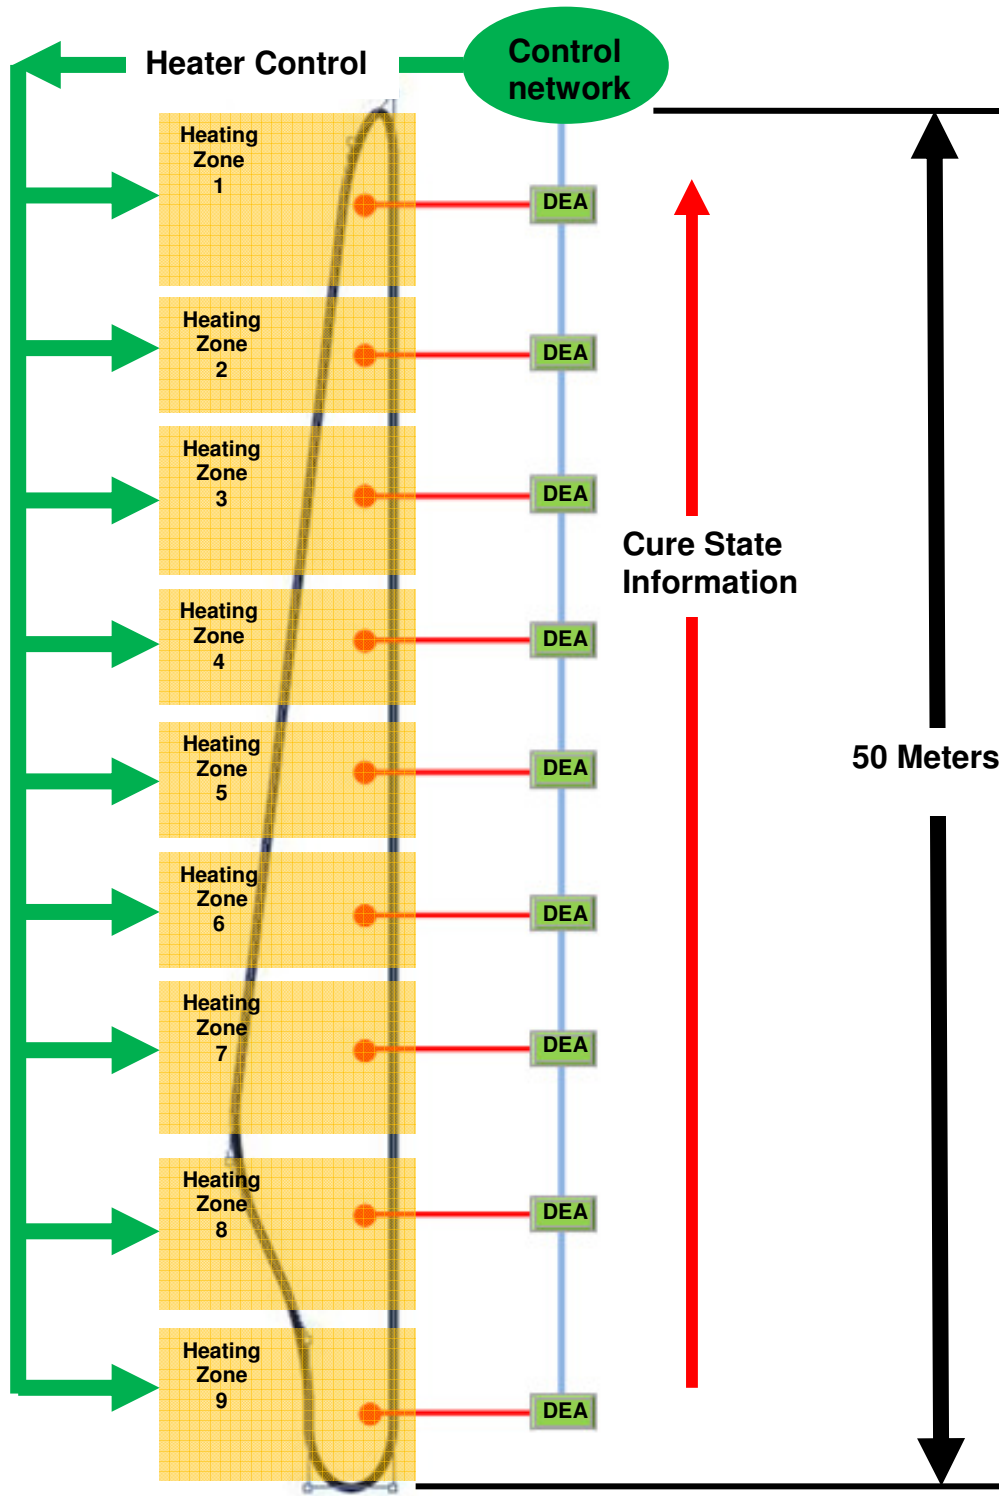 Heater Control
Control
network
Heating
Zone
1
DEA
Heating
Zone
2
DEA
Heating
Zone
3
DEA
Cure State
Information
Heating
Zone
4
DEA
Heating
Zone
5
DEA
50 Meters
Heating
Zone
6
DEA
Heating
Zone
7
DEA
Heating
Zone
8
DEA
Heating
Zone
9
DEA